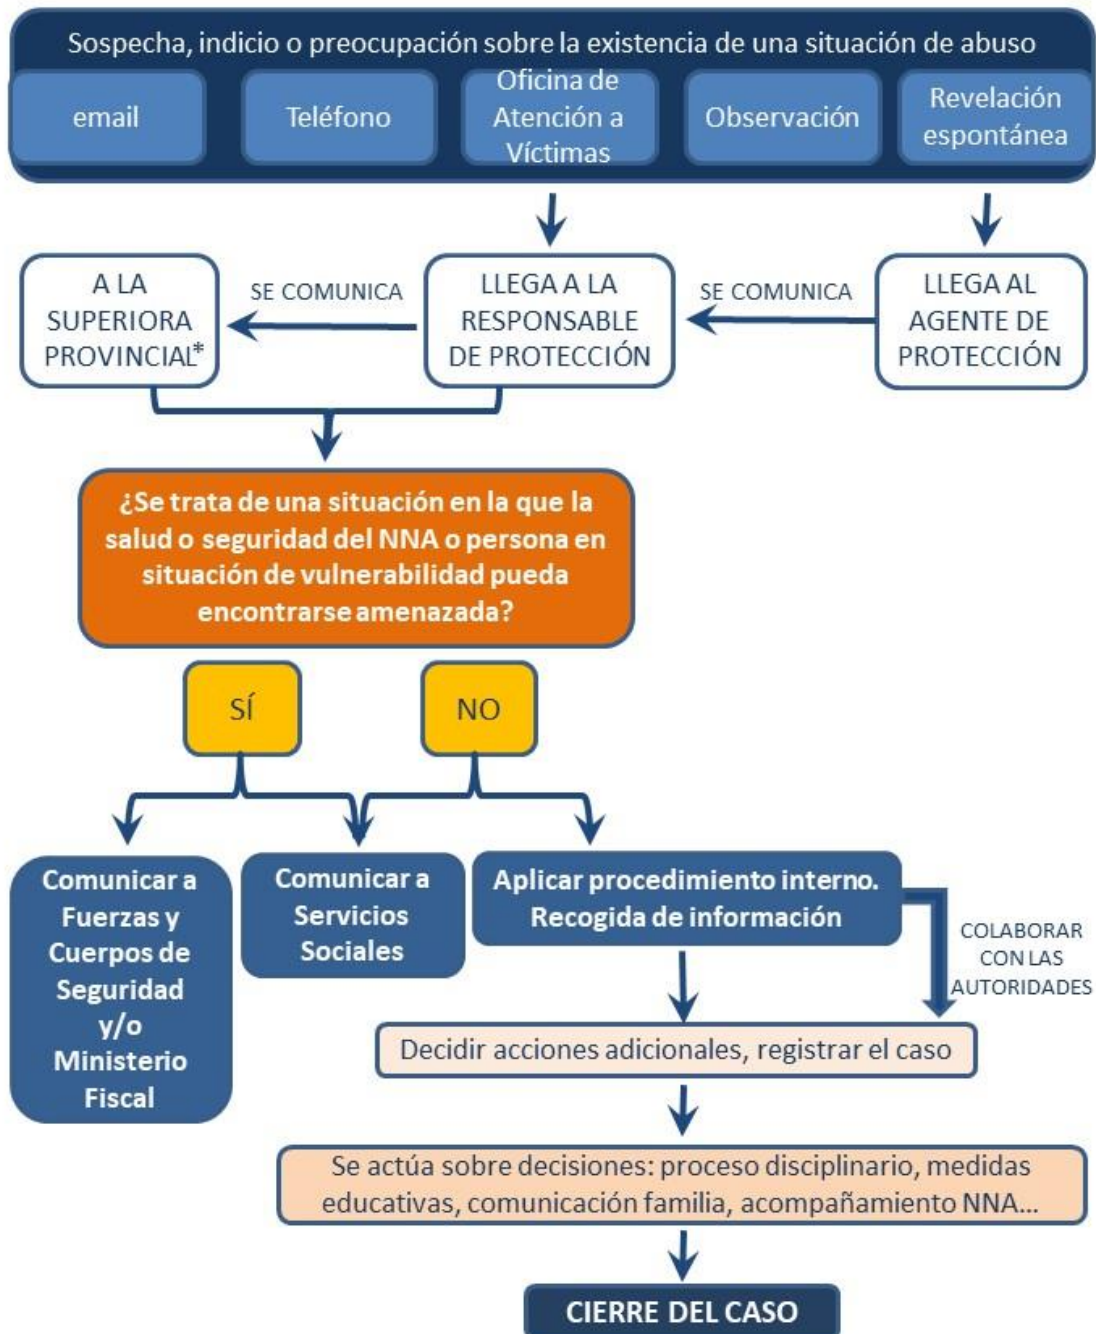 Sospecha, indicio o preocupación sobre la existencia de una situación de abuso
email
Teléfono
Oficina de
Atención a
Víctimas
Observación
Revelación
espontánea
A LA
SUPERIORA
PROVINCIAL*
SE COMUNICA
LLEGA A LA
RESPONSABLE
DE PROTECCIÓN
SE COMUNICA
LLEGA AL
AGENTE DE
PROTECCIÓN
¿Se trata de una situación en la que la
salud o seguridad del NNA o persona en
situación de vulnerabilidad pueda
encontrarse amenazada?
SÍ
NO
Comunicar a
Fuerzas y
Cuerpos de
Seguridad
y/o
Ministerio
Fiscal
Comunicar a
Servicios
Sociales
Aplicar procedimiento interno.
Recogida de información
COLABORAR
CON LAS
AUTORIDADES
Decidir acciones adicionales, registrar el caso
Se actúa sobre decisiones: proceso disciplinario, medidas
educativas, comunicación familia, acompañamiento NNA...
CIERRE DEL CASO